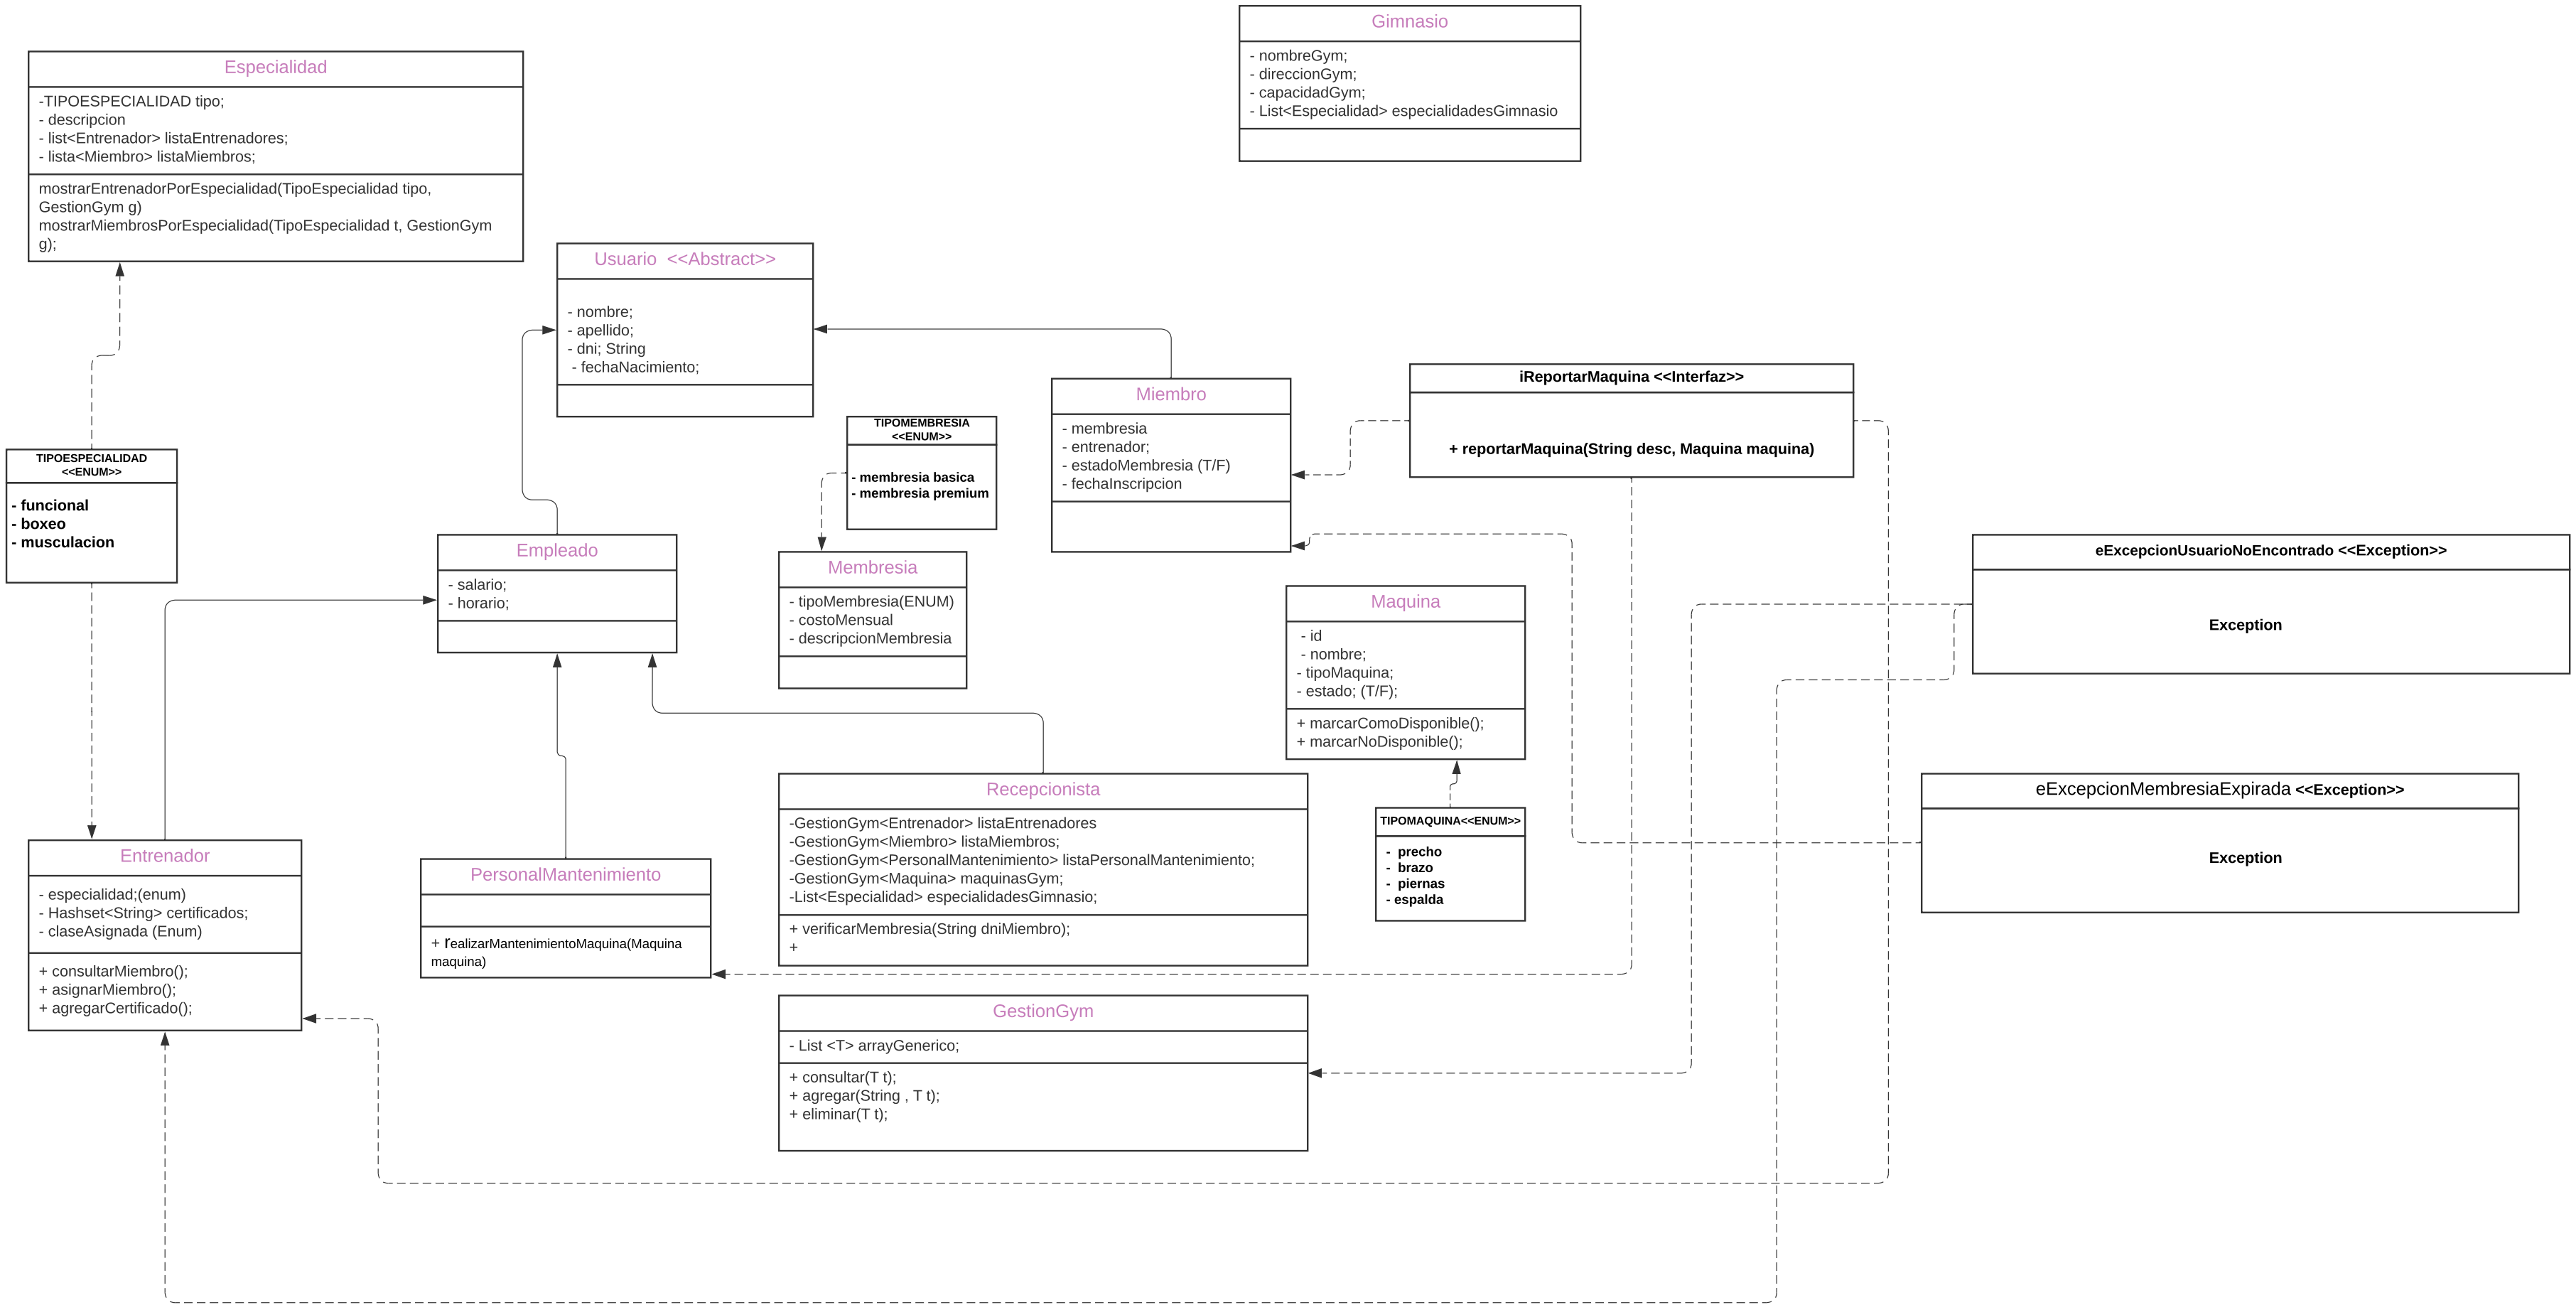 Gimnasio
- nombreGym;
- direccionGym;
- capacidadGym;
- List<Especialidad> especialidadesGimnasio
Especialidad
-TIPOESPECIALIDAD tipo;
- descripcion
- list<Entrenador> listaEntrenadores;
- lista<Miembro> listaMiembros;
mostrarEntrenadorPorEspecialidad(TipoEspecialidad tipo,
GestionGym g)
mostrarMiembrosPorEspecialidad(TipoEspecialidad t, GestionGym
g);
Usuario <<Abstract>>
- nombre;
- apellido;
- dni; String
- fechaNacimiento;
Miembro
- membresia
- entrenador;
- estadoMembresia (T/F)
- fechaInscripcion
iReportarMaquina <<Interfaz>>
+ reportarMaquina(String desc, Maquina maquina)
TIPOMEMBRESIA
<<ENUM>>
- membresia basica
- membresia premium
TIPOESPECIALIDAD
<<ENUM>>
- funcional
- boxeo
- musculacion
Empleado
- salario;
- horario;
Membresia
- tipoMembresia(ENUM)
- costoMensual
- descripcionMembresia
Maquina
- id
- nombre;
- tipoMaquina;
- estado; (T/F);
+ marcarComoDisponible();
+ marcarNoDisponible();
eExcepcionUsuarioNoEncontrado <<Exception>>
Exception
Recepcionista
-GestionGym<Entrenador> listaEntrenadores
-GestionGym<Miembro> listaMiembros;
-GestionGym<PersonalMantenimiento> listaPersonalMantenimiento;
-GestionGym<Maquina> maquinasGym;
-List<Especialidad> especialidadesGimnasio;
+ verificarMembresia(String dniMiembro);
+
TIPOMAQUINA<<ENUM>>
- precho
- brazo
- piernas
- espalda
eExcepcionMembresiaExpirada <<Exception>>
Exception
Entrenador
- especialidad;(enum)
- Hashset<String> certificados;
- claseAsignada (Enum)
+ consultarMiembro();
+ asignarMiembro();
+ agregarCertificado();
PersonalMantenimiento
+ realizarMantenimientoMaquina(Maquina
maquina)
GestionGym
- List <T> arrayGenerico;
+ consultar(T t);
+ agregar(String , T t);
+ eliminar(T t);